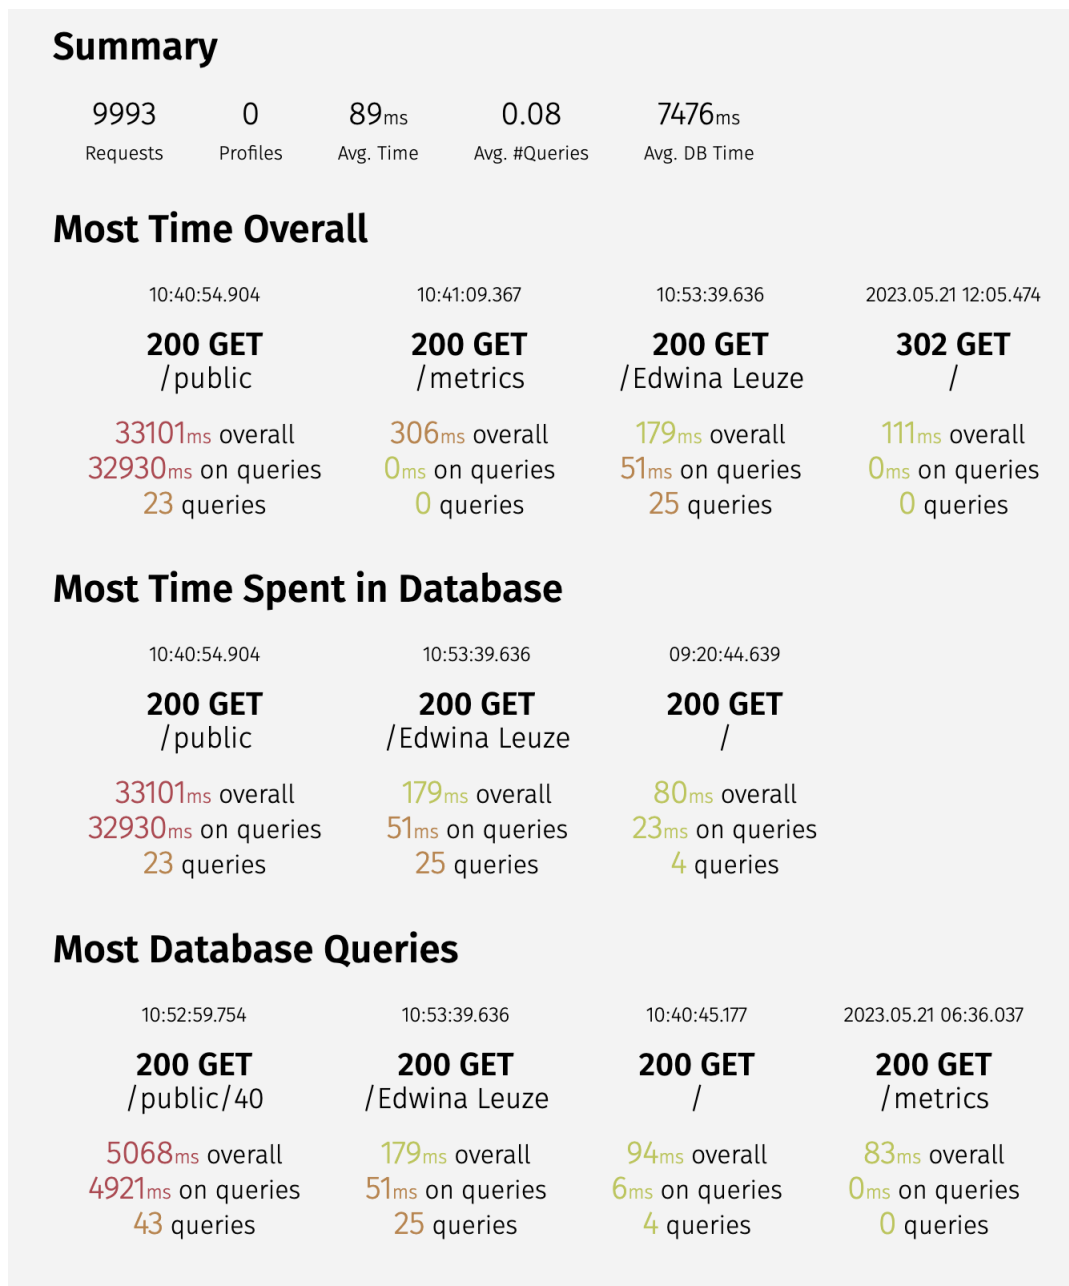 Summary
9993 0 89ms 0.08 7476ms
Requests Profiles Avg. Time Avg. #Queries Avg. DB Time
Most Time Overall
10:40:54.904 10:41:09.367 10:53:39.636 2023.05.21 12:05.474
200 GET 200 GET 200 GET 302 GET
/public /metrics /Edwina Leuze /
33101ms overall 306ms overall 179ms overall 111ms overall
32930ms on queries 0ms on queries 51ms on queries 0ms on queries
23 queries 0 queries 25 queries 0 queries
Most Time Spent in Database
10:40:54.904 10:53:39.636 09:20:44.639
200 GET 200 GET 200 GET
/public /Edwina Leuze /
33101ms overall 179ms overall 80ms overall
32930ms on queries 51ms on queries 23ms on queries
23 queries 25 queries 4 queries
Most Database Queries
10:52:59.754 10:53:39.636 10:40:45.177 2023.05.21 06:36.037
200 GET 200 GET 200 GET 200 GET
/public/40 /Edwina Leuze / /metrics
5068ms overall 179ms overall 94ms overall 83ms overall
4921ms on queries 51ms on queries 6ms on queries 0ms on queries
43 queries 25 queries 4 queries 0 queries